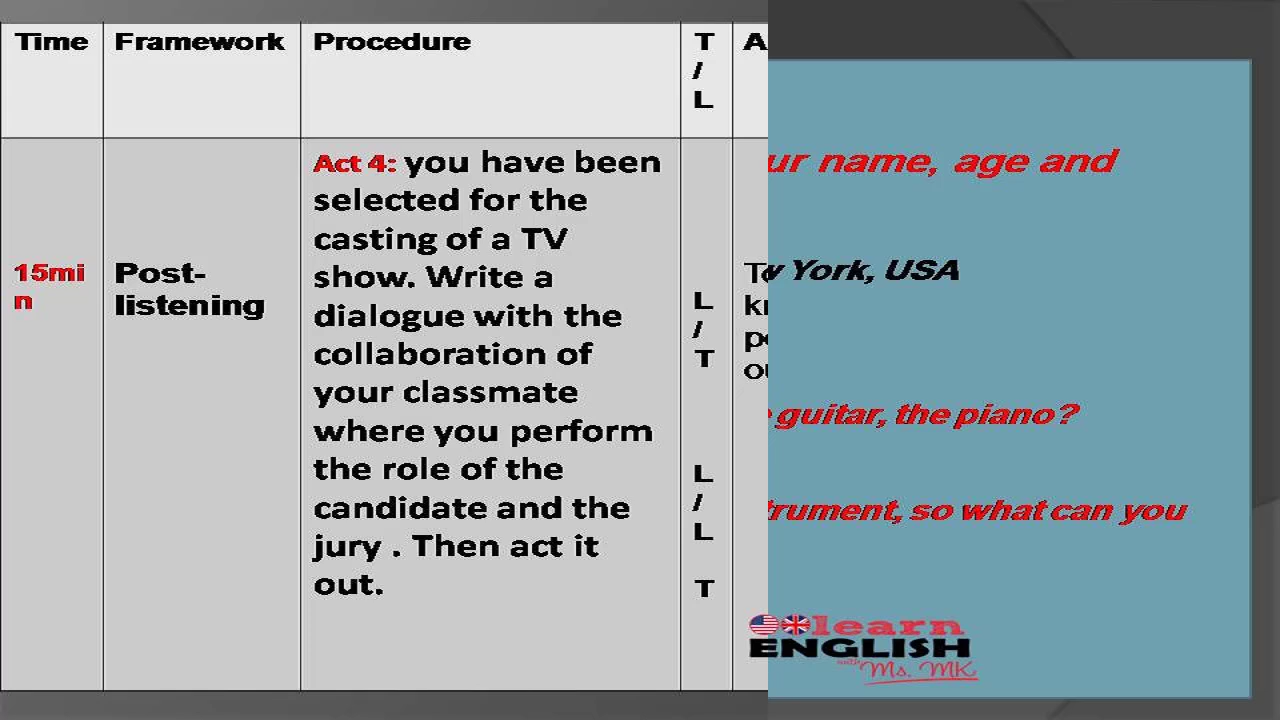 Time
Framework
Procedure
T
/
L
Act 4: you have been
selected for the
casting of a TV
show. Write a
dialogue with the
collaboration of
your classmate
where you perform
the role of the
candidate and the
jury . Then act it
out.
15mi
n
Post-
listening
L
/
T
L
/
L
T
name, age and
York, USA
guitar, the piano?
so what can you
learn
ENGLISH
with
Ms. MK